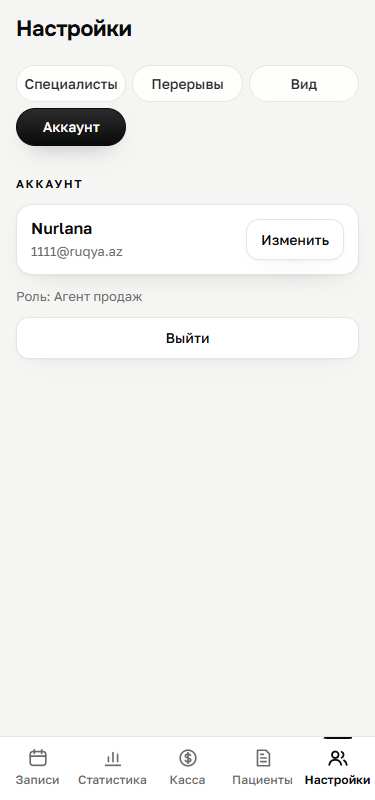 Настройки
Специалисты
Перерывы
Вид
Аккаунт
АККАУНТ
Nurlana
1111@ruqya.az
Изменить
Роль: Агент продаж
Выйти
Записи
Статистика
Касса
Пациенты
Настройки